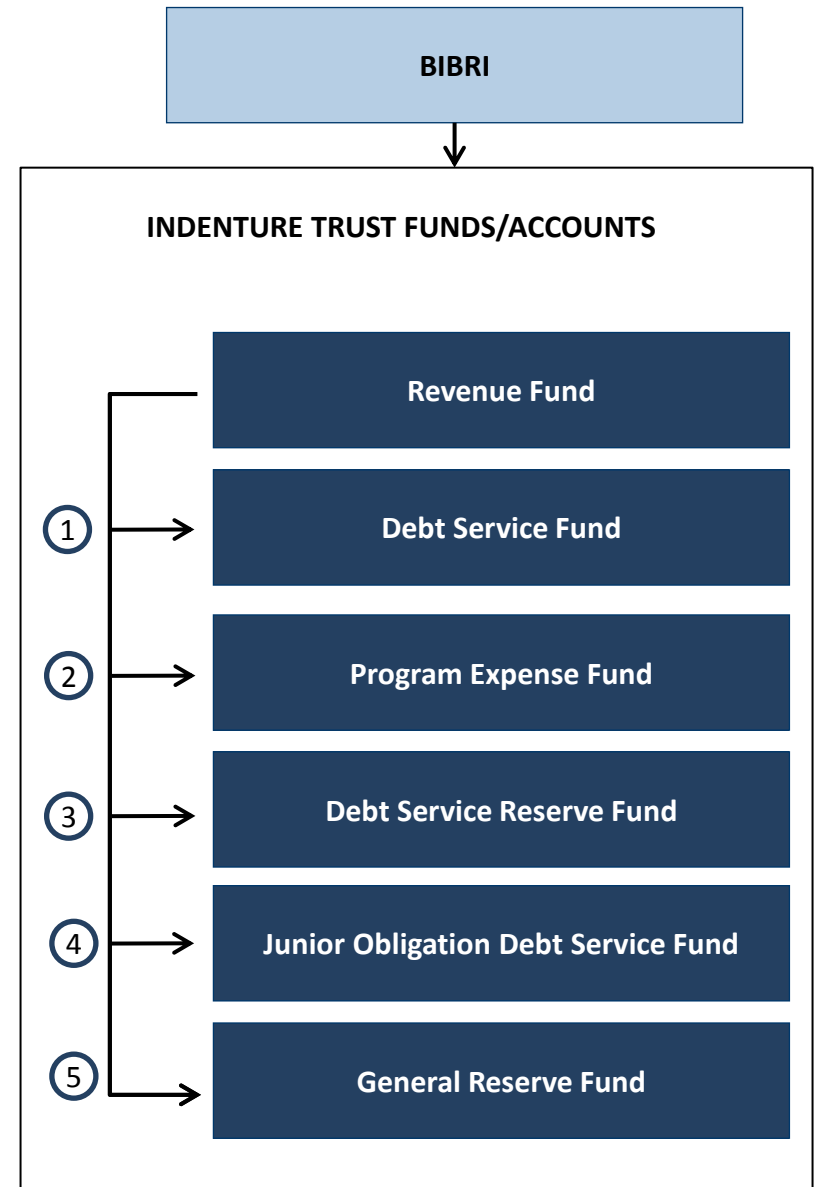 BIBRI
INDENTURE TRUST FUNDS/ACCOUNTS
Revenue Fund
1
Debt Service Fund
2
Program Expense Fund
3
Debt Service Reserve Fund
4
Junior Obligation Debt Service Fund
5
General Reserve Fund